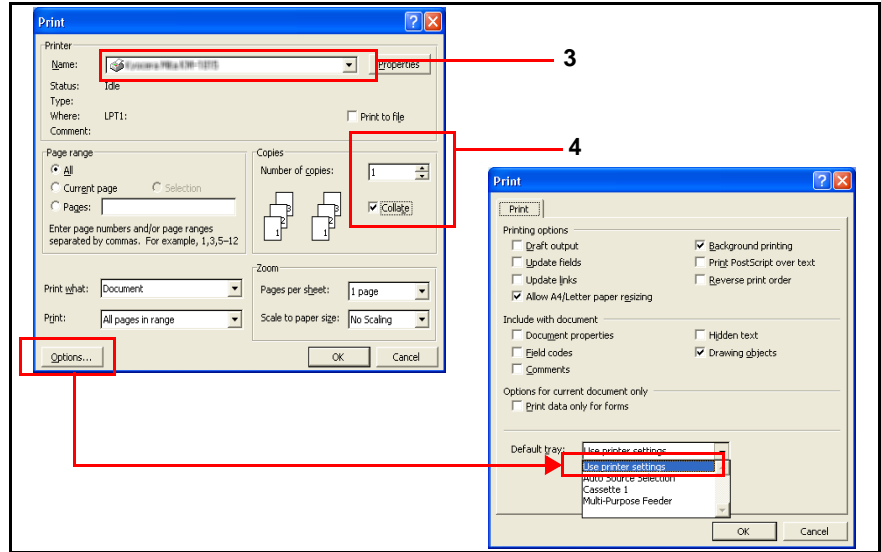 Print
Printer
Name:
Properties
3
Status: Idle
Type:
Where: LPT1:
Print to file
Comment:
Page range
All
Current page Selection
Pages:
Enter page numbers and/or page ranges
separated by commas. For example, 1,3,5–12
Copies
Number of copies: 1
1 2 3 1 2 3
Collate
4
Zoom
Print what: Document
Pages per sheet: 1 page
Print: All pages in range
Scale to paper size: No Scaling
Options...
OK Cancel
Print
Print
Printing options
Draft output Background printing
Update fields Print PostScript over text
Update links Reverse print order
Allow A4/Letter paper resizing
Include with document
Document properties Hidden text
Field codes Drawing objects
Comments
Options for current document only
Print data only for forms
Default tray: Use printer settings
Use printer settings
Auto Source Selection
Cassette 1
Multi-Purpose Feeder
OK Cancel